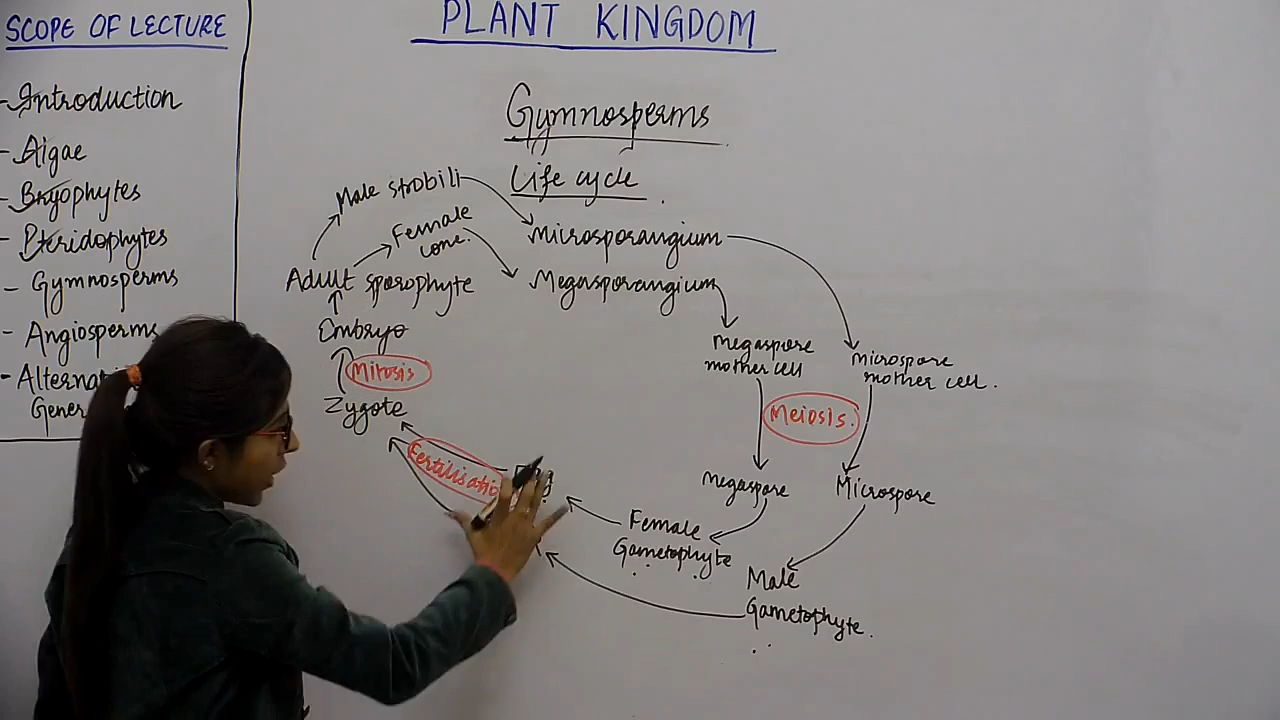 SCOPE OF LECTURE
- Introduction
- Algae
- Bryophytes
- Pteridophytes
- Gymnosperms
- Angiosperms
PLANT KINGDOM
Gymnosperms
Life cycle
Male strobili
Female
cone.
Microsporangium
Adult sporophyte
Megasporangium
Embryo
Mitosis
Zygote
Megaspore
mother cell
Microspore
mother cell.
Meiosis.
Megaspore
Microspore
Female
Gametophyte
Male
Gametophyte.